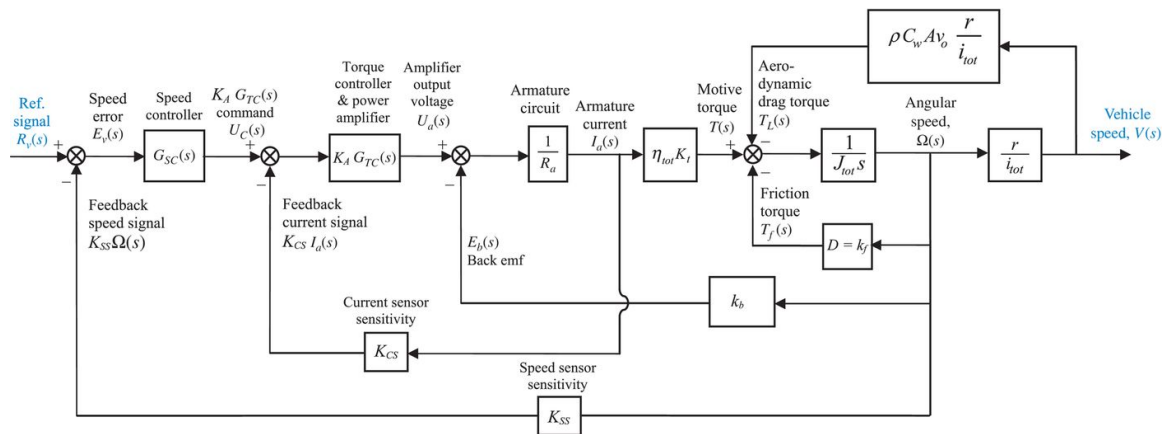 ρC_w Av_o r/i_tot
Ref.
signal
R_v(s)
+
−
Speed
error
E_v(s)
Speed
controller
G_SC(s)
K_A G_TC(s)
command
U_C(s)
+
−
Torque
controller
& power
amplifier
K_A G_TC(s)
Amplifier
output
voltage
U_a(s)
+
−
Armature
circuit
1/R_a
Armature
current
I_a(s)
η_tot K_t
Motive
torque
T(s)
+
−
−
Aero-
dynamic
drag torque
T_L(s)
1/J_tot s
Angular
speed,
Ω(s)
r/i_tot
Vehicle
speed, V(s)
Feedback
speed signal
K_SS Ω(s)
Feedback
current signal
K_CS I_a(s)
E_b(s)
Back emf
Friction
torque
T_f(s)
D = k_f
k_b
Current sensor
sensitivity
K_CS
Speed sensor
sensitivity
K_SS